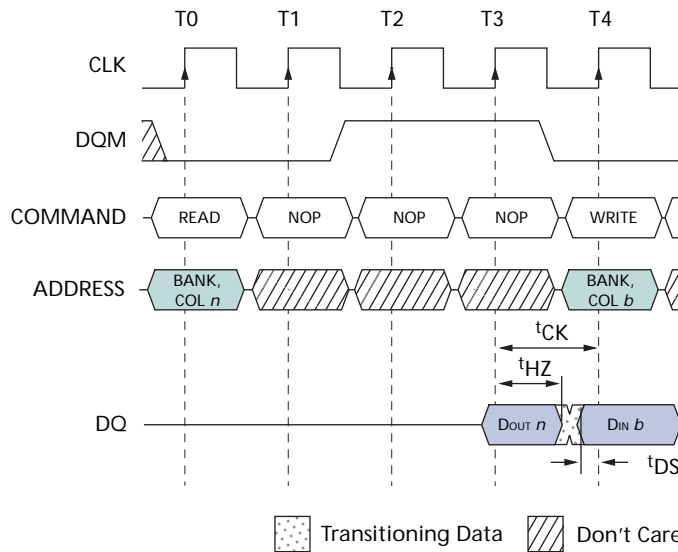 T0 T1 T2 T3 T4
CLK
DQM
COMMAND READ NOP NOP NOP WRITE
ADDRESS BANK, COL n BANK, COL b
tCK
tHZ
DQ DOUT n DIN b
tDS
Transitioning Data Don't Care